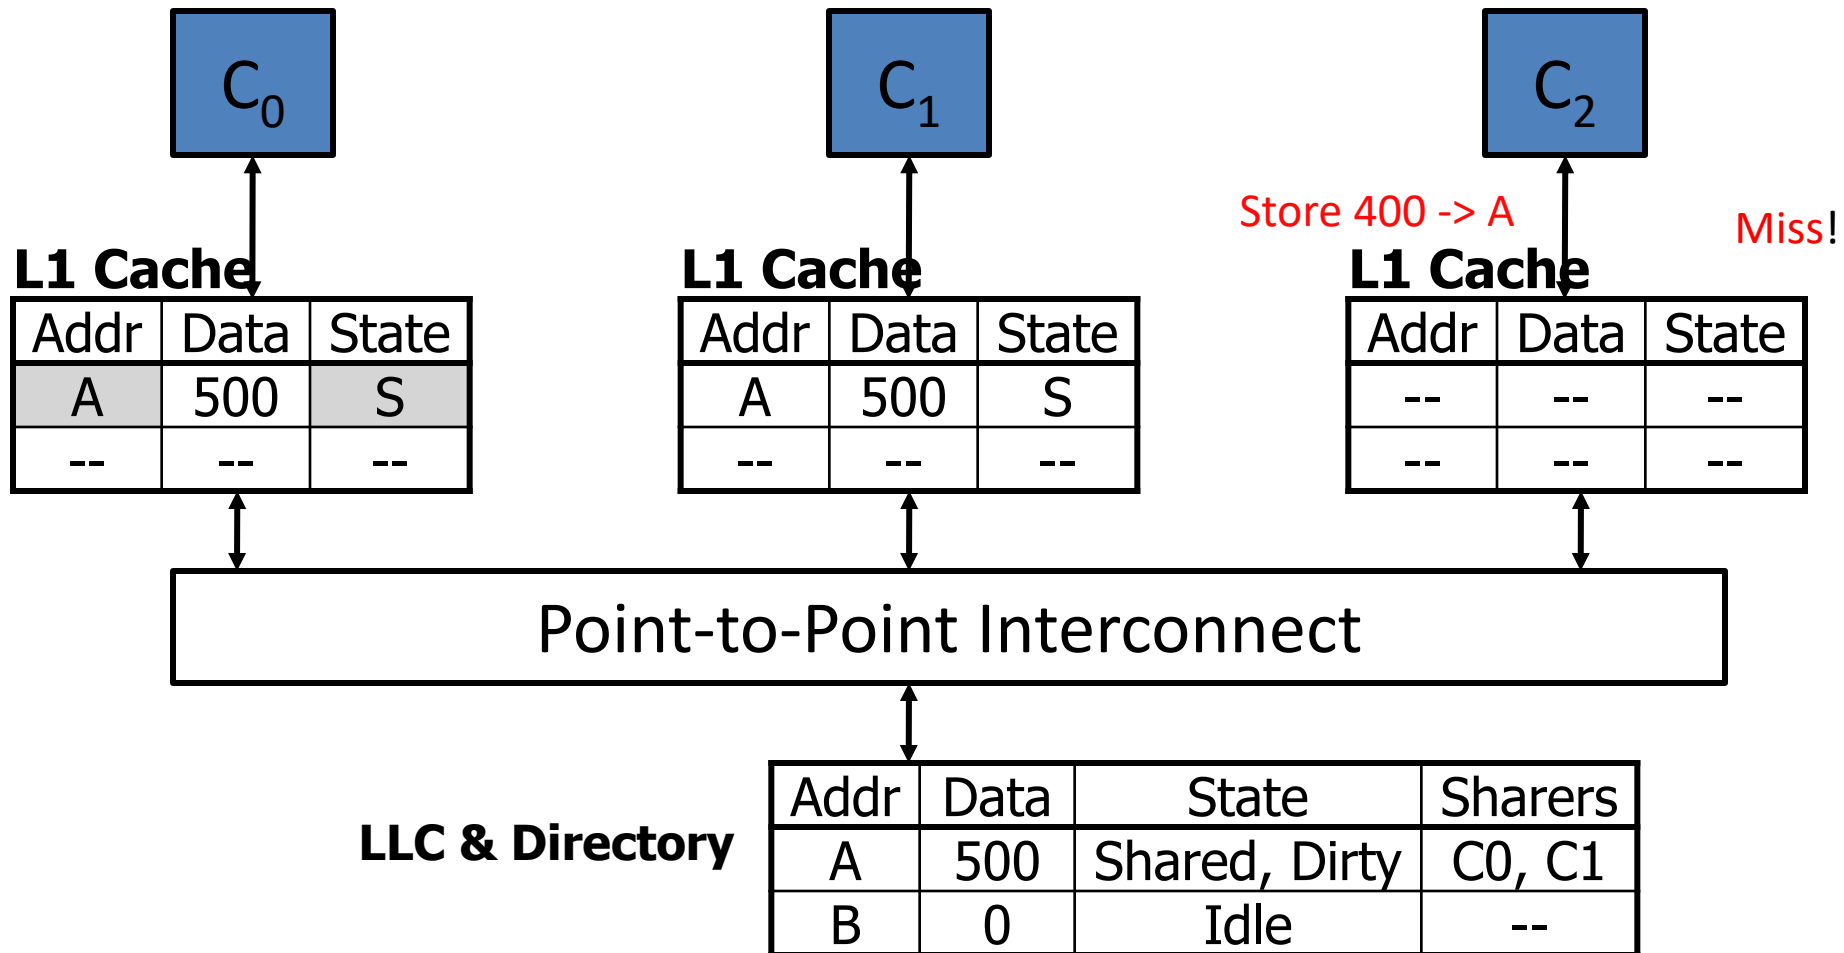 C0 C1 C2
Store 400 -> A
Miss!
L1 Cache L1 Cache L1 Cache
Addr Data State Addr Data State Addr Data State
A 500 S A 500 S -- -- --
-- -- -- -- -- -- -- -- --
Point-to-Point Interconnect
LLC & Directory
Addr Data State Sharers
A 500 Shared, Dirty C0, C1
B 0 Idle --